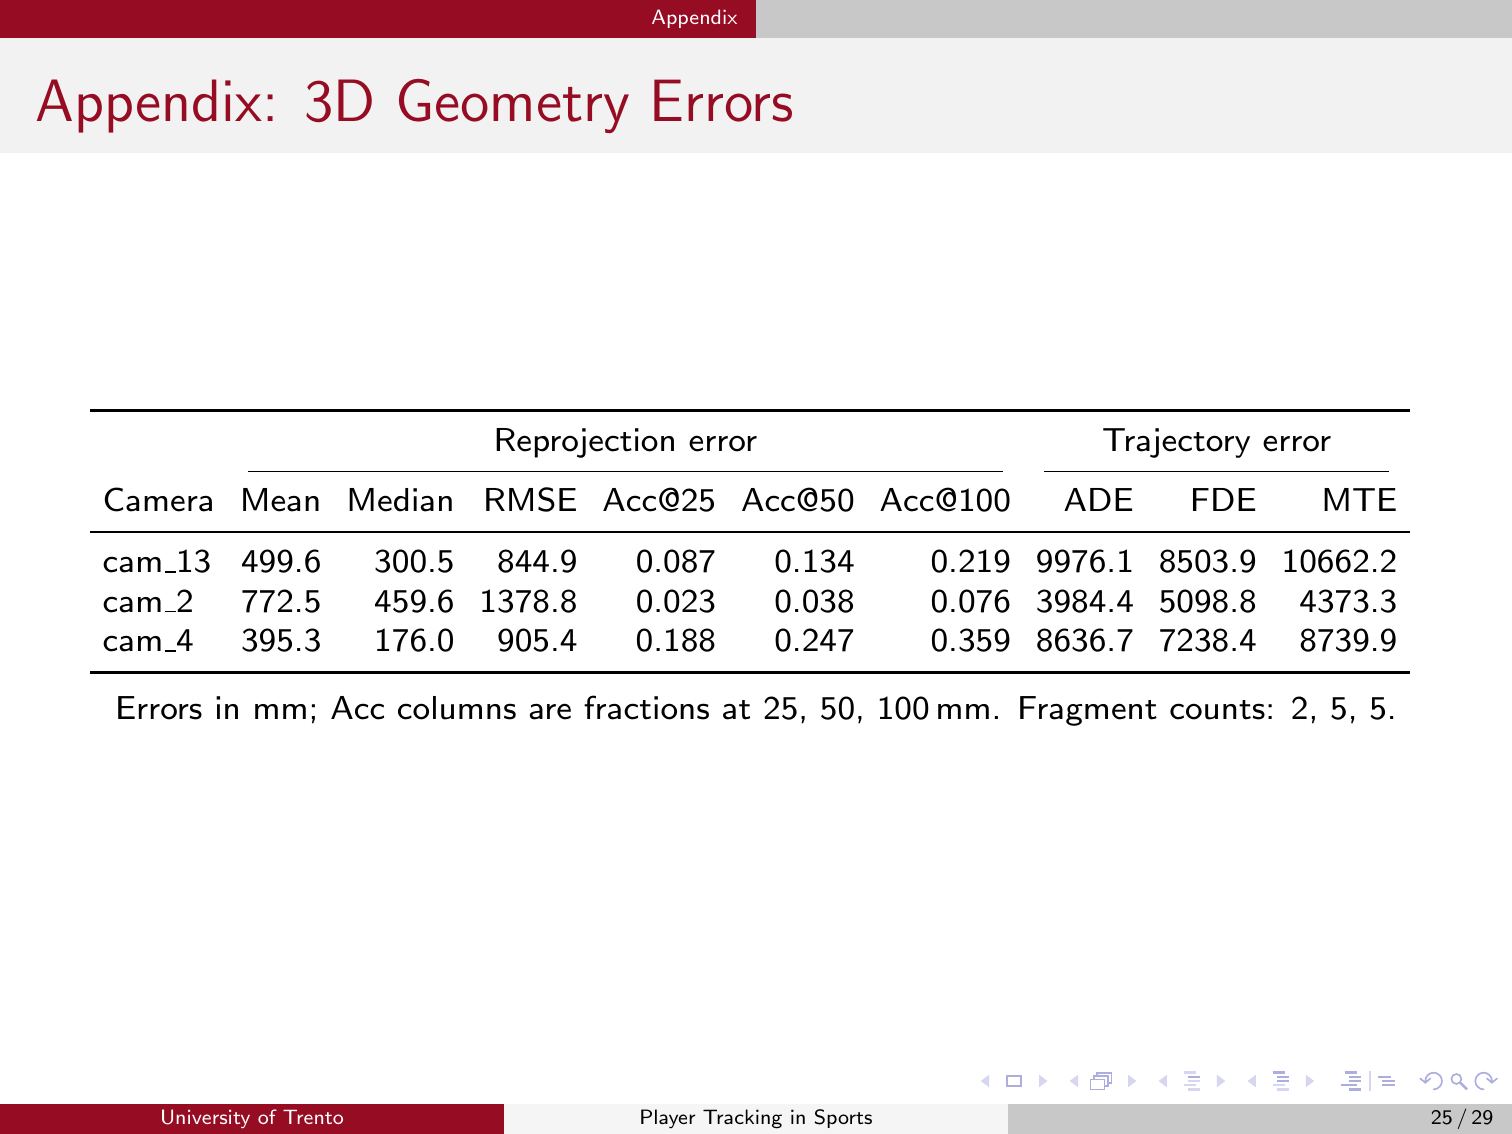 Appendix
Appendix: 3D Geometry Errors
Reprojection error Trajectory error
Camera Mean Median RMSE Acc@25 Acc@50 Acc@100 ADE FDE MTE
cam_13 499.6 300.5 844.9 0.087 0.134 0.219 9976.1 8503.9 10662.2
cam_2 772.5 459.6 1378.8 0.023 0.038 0.076 3984.4 5098.8 4373.3
cam_4 395.3 176.0 905.4 0.188 0.247 0.359 8636.7 7238.4 8739.9
Errors in mm; Acc columns are fractions at 25, 50, 100 mm. Fragment counts: 2, 5, 5.
University of Trento Player Tracking in Sports 25 / 29